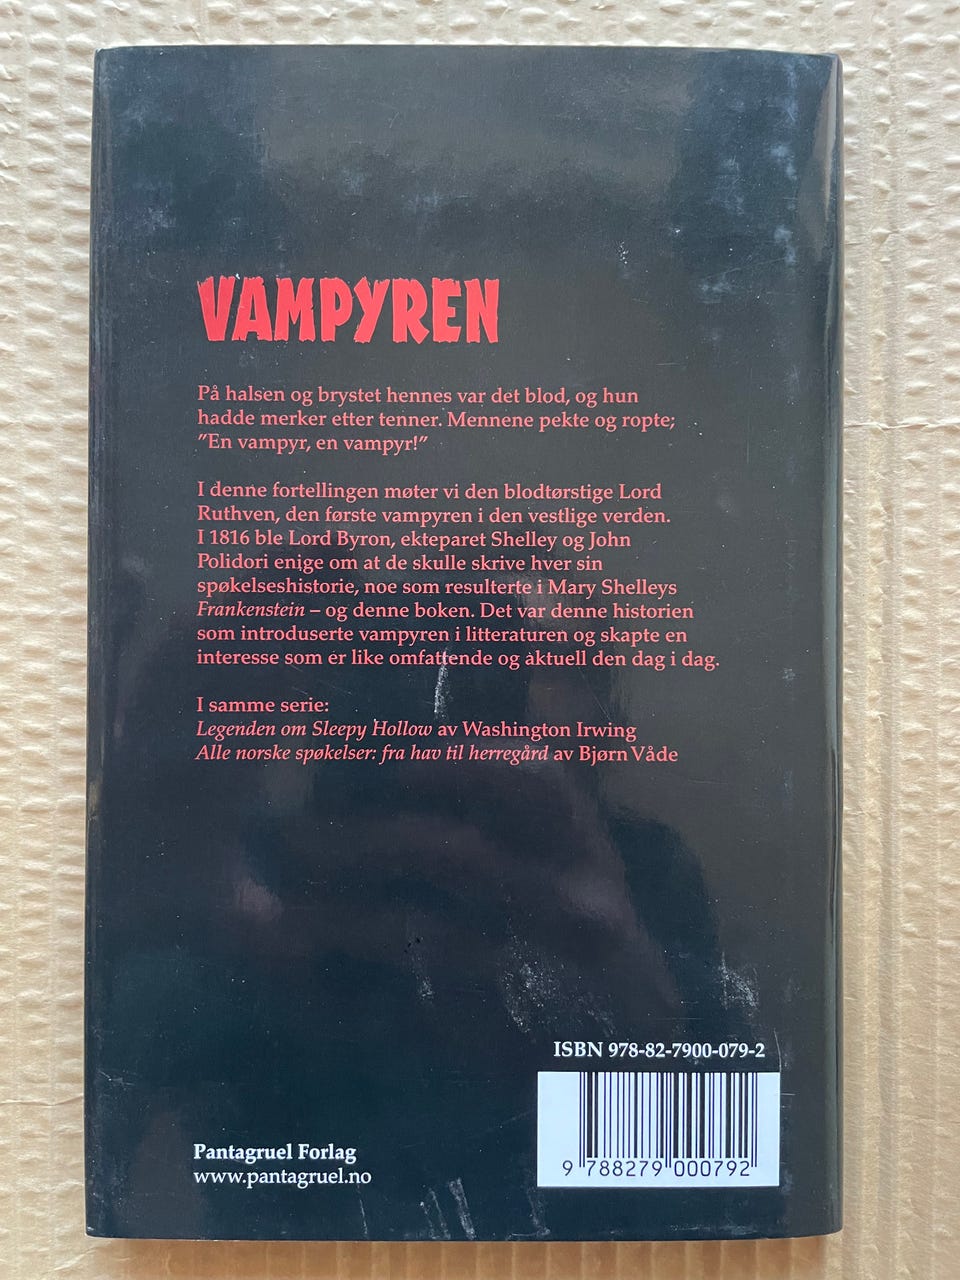 VAMPYREN
På halsen og brystet hennes var det blod, og hun
hadde merker etter tenner. Mennene pekte og ropte;
”En vampyr, en vampyr!”
I denne fortellingen møter vi den blodtørstige Lord
Ruthven, den første vampyren i den vestlige verden.
I 1816 ble Lord Byron, ekteparet Shelley og John
Polidori enige om at de skulle skrive hver sin
spøkelseshistorie, noe som resulterte i Mary Shelleys
Frankenstein – og denne boken. Det var denne historien
som introduserte vampyren i litteraturen og skapte en
interesse som er like omfattende og aktuell den dag i dag.
I samme serie:
Legenden om Sleepy Hollow av Washington Irwing
Alle norske spøkelser: fra hav til herregård av Bjørn Våde
ISBN 978-82-7900-079-2
9 788279 000792
Pantagruel Forlag
www.pantagruel.no